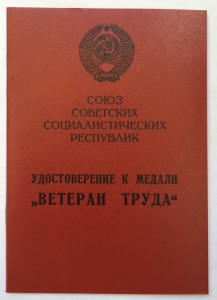 СОЮЗ
СОВЕТСКИХ
СОЦИАЛИСТИЧЕСКИХ
РЕСПУБЛИК
УДОСТОВЕРЕНИЕ К МЕДАЛИ
„ВЕТЕРАН ТРУДА“